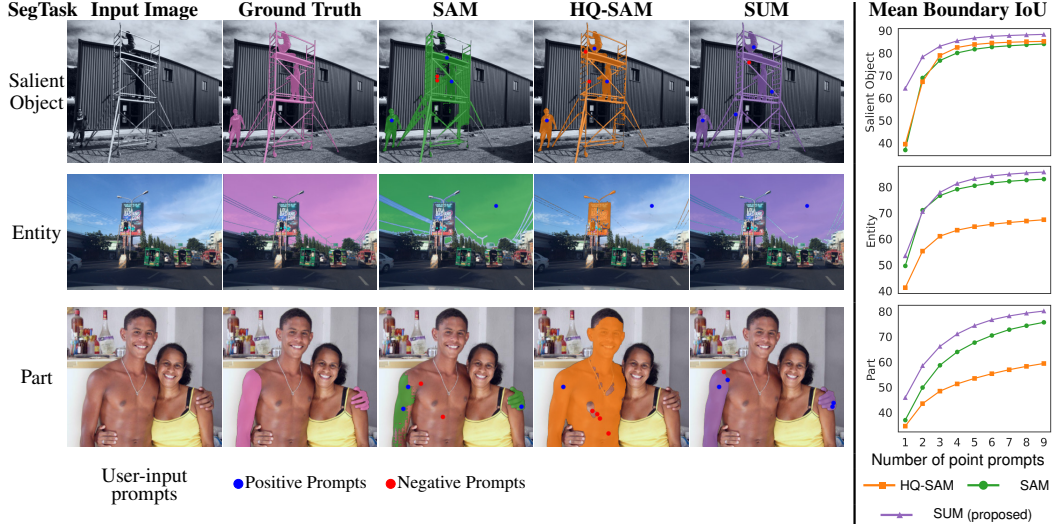 SegTask Input Image Ground Truth SAM HQ-SAM SUM Mean Boundary IoU
Salient
Object
Entity
Part
User-input
prompts
Positive Prompts
Negative Prompts
90
80
70
60
50
40
Salient Object
80
70
60
50
40
Entity
80
70
60
50
40
Part
1 2 3 4 5 6 7 8 9
Number of point prompts
HQ-SAM
SAM
SUM (proposed)